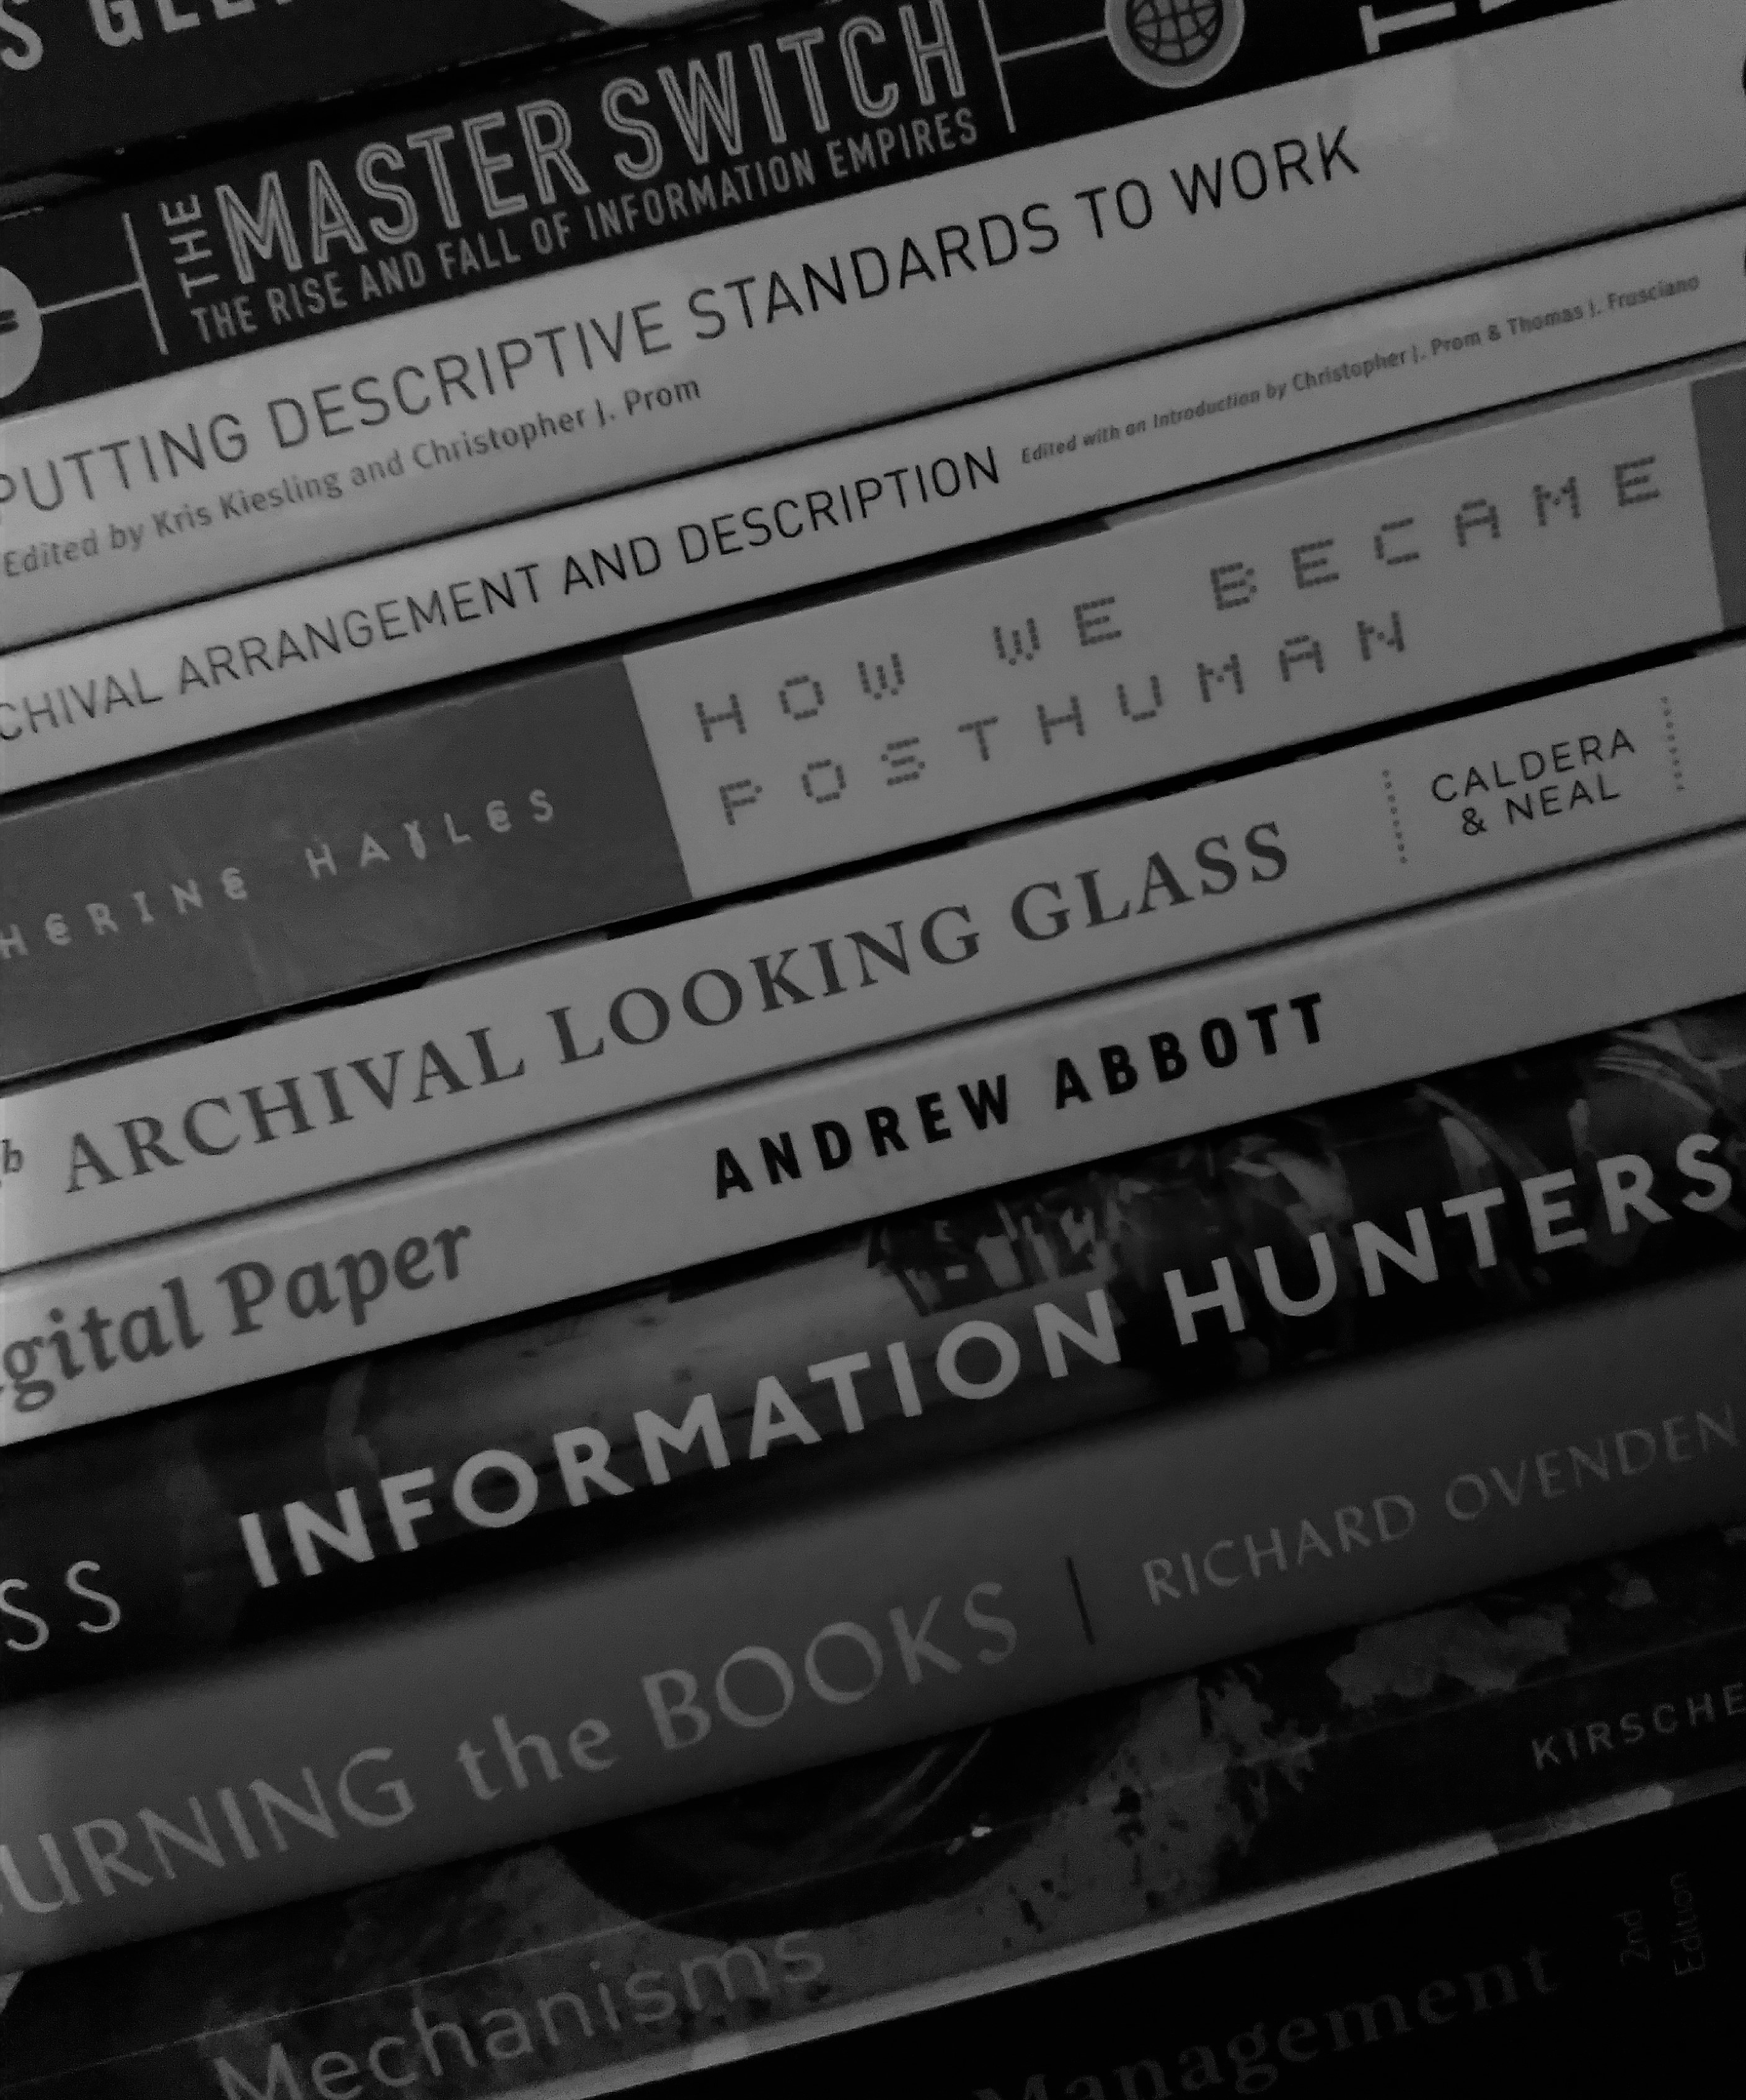 S GLE
THE MASTER SWITCH
THE RISE AND FALL OF INFORMATION EMPIRES
PUTTING DESCRIPTIVE STANDARDS TO WORK
Edited by Kris Kiesling and Christopher J. Prom
CHIVAL ARRANGEMENT AND DESCRIPTION Edited with an Introduction by Christopher J. Prom & Thomas J. Frusciano
HERINE HAYLES
HOW WE BECAME
POSTHUMAN
ARCHIVAL LOOKING GLASS
CALDERA
& NEAL
gital Paper ANDREW ABBOTT
SS INFORMATION HUNTERS
URNING the BOOKS | RICHARD OVENDEN
Mechanisms KIRSCHE
Management
2nd
Edition